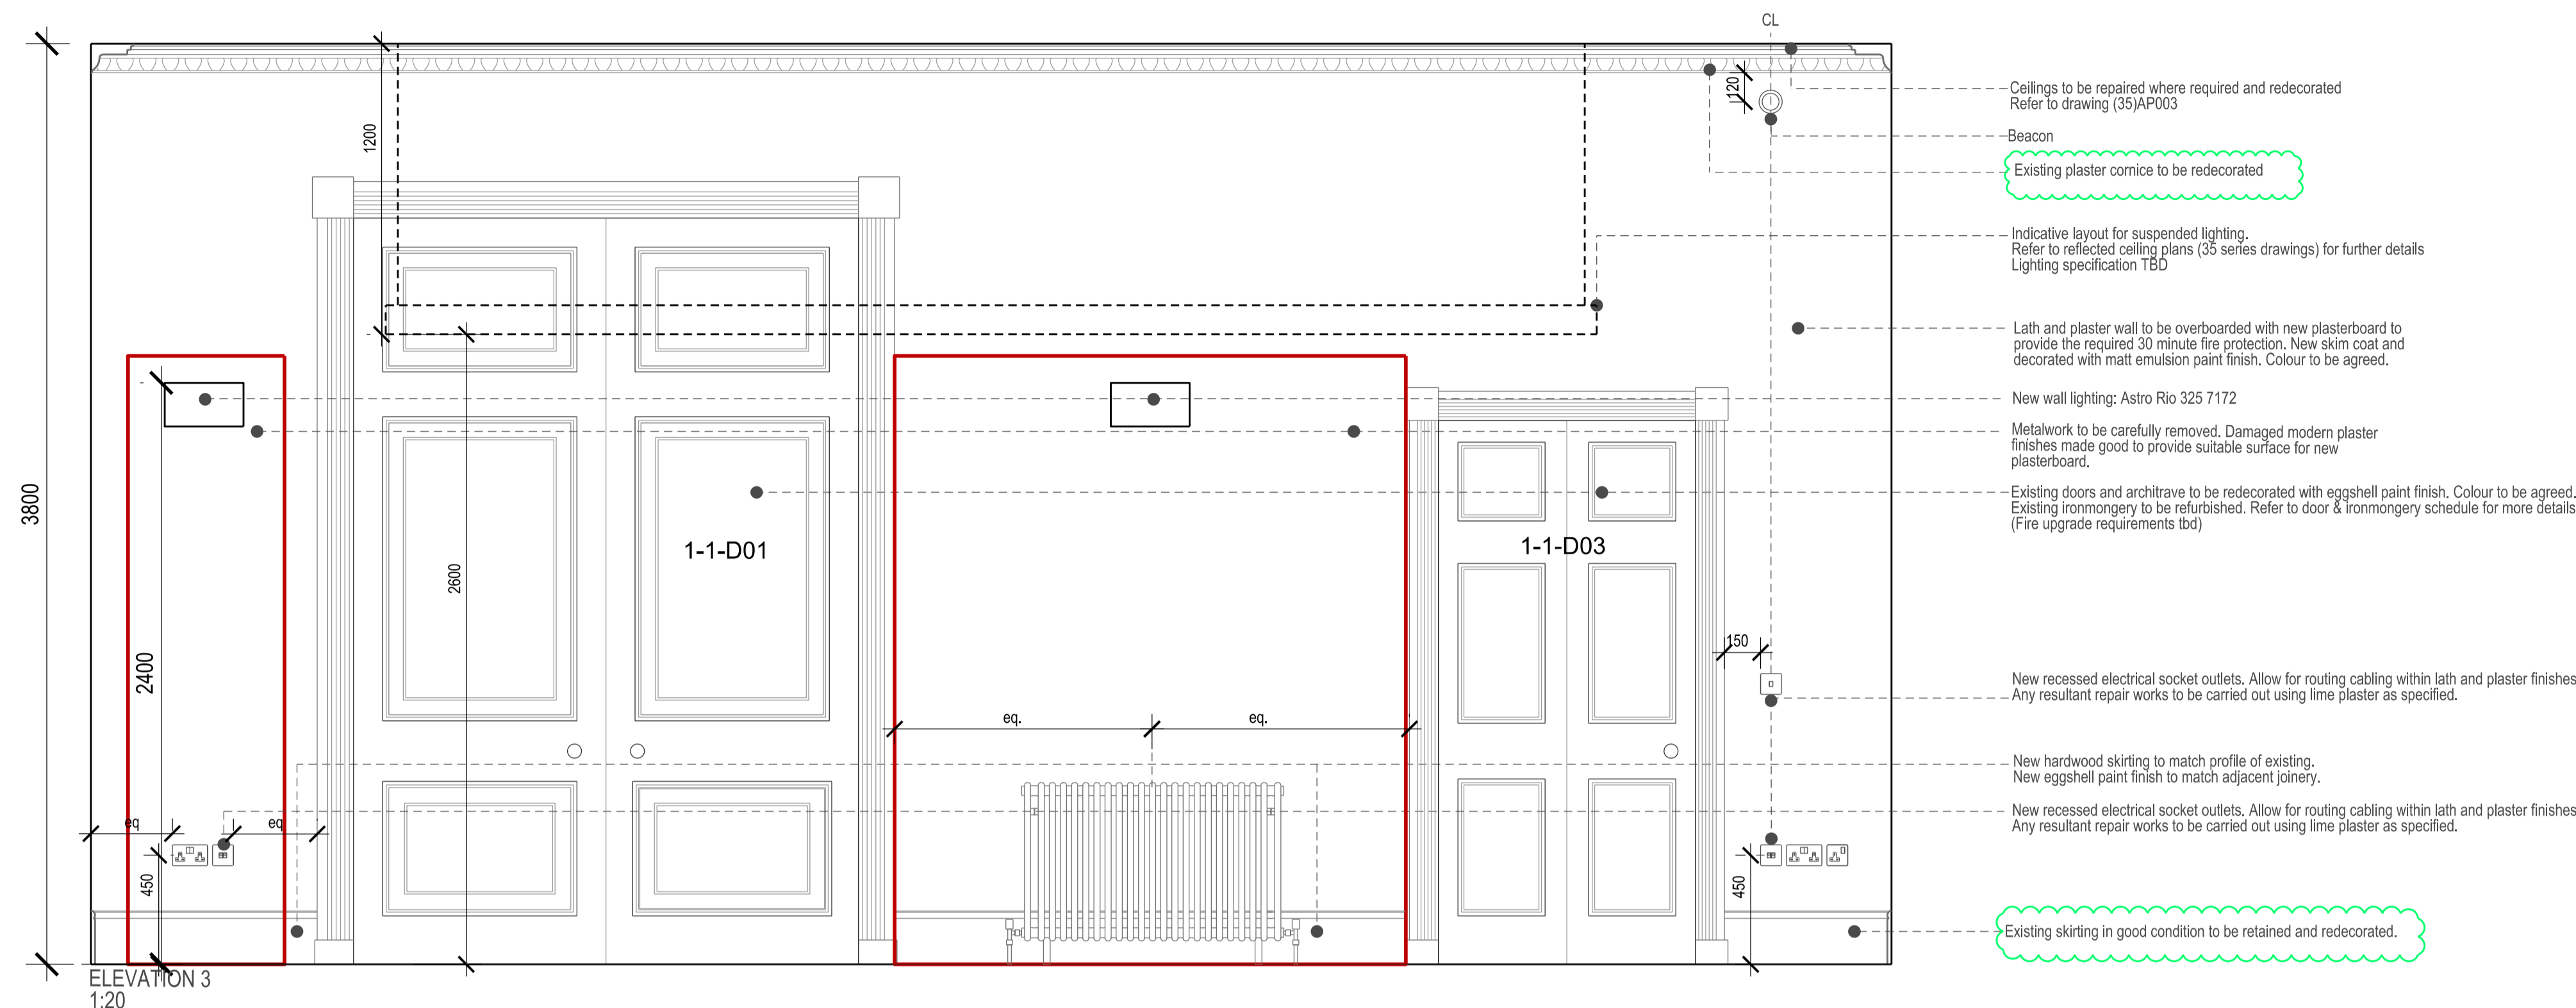 CL
Ceilings to be repaired where required and redecorated
Refer to drawing (35)AP003
120
Beacon
1200
Existing plaster cornice to be redecorated
Indicative layout for suspended lighting.
Refer to reflected ceiling plans (35 series drawings) for further details
Lighting specification TBD
Lath and plaster wall to be overboarded with new plasterboard to
provide the required 30 minute fire protection. New skim coat and
decorated with matt emulsion paint finish. Colour to be agreed.
New wall lighting: Astro Rio 325 7172
Metalwork to be carefully removed. Damaged modern plaster
finishes made good to provide suitable surface for new
plasterboard.
3800
Existing doors and architrave to be redecorated with eggshell paint finish. Colour to be agreed.
Existing ironmongery to be refurbished. Refer to door & ironmongery schedule for more details
(Fire upgrade requirements tbd)
1-1-D01
1-1-D03
2600
2400
150
New recessed electrical socket outlets. Allow for routing cabling within lath and plaster finishes
Any resultant repair works to be carried out using lime plaster as specified.
eq.
eq.
New hardwood skirting to match profile of existing.
New eggshell paint finish to match adjacent joinery.
New recessed electrical socket outlets. Allow for routing cabling within lath and plaster finishes
Any resultant repair works to be carried out using lime plaster as specified.
eq
eq
450
450
Existing skirting in good condition to be retained and redecorated.
ELEVATION 3
1:20